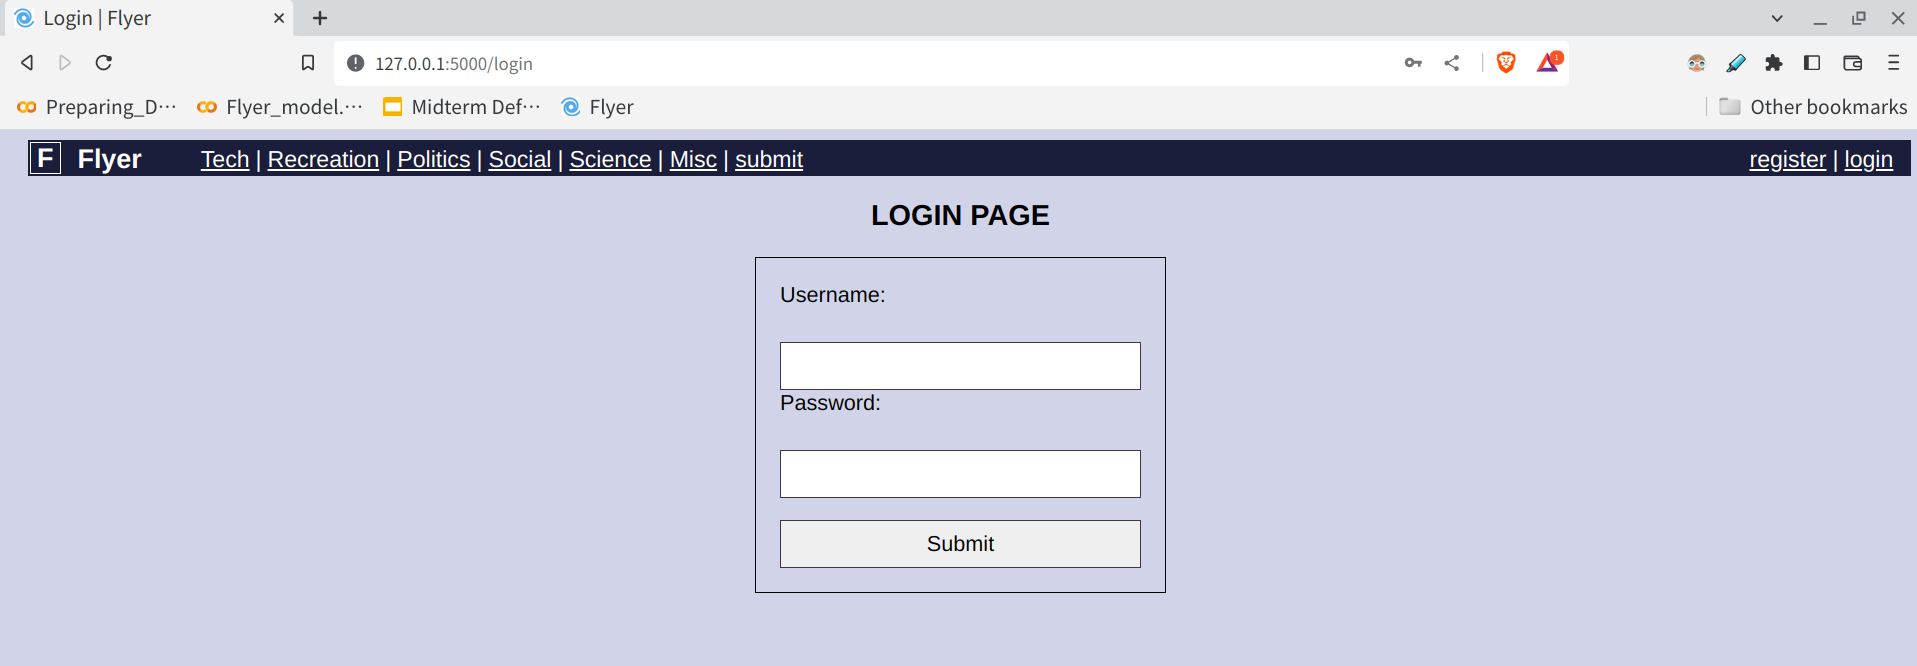 Login | Flyer
127.0.0.1:5000/login
1
Preparing_D··· Flyer_model.··· Midterm Def··· Flyer Other bookmarks
F Flyer Tech | Recreation | Politics | Social | Science | Misc | submit register | login
LOGIN PAGE
Username:
Password:
Submit